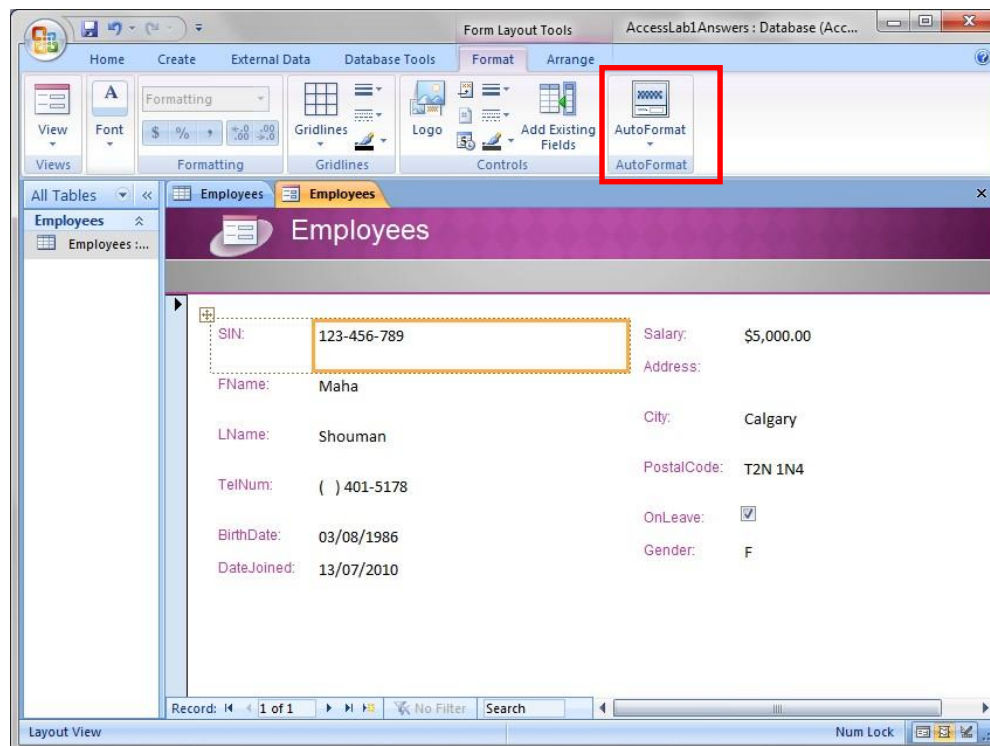 Form Layout Tools AccessLab1Answers : Database (Acc...
Home Create External Data Database Tools Format Arrange
View
Views
A
Font
Formatting
$ % , .0 .00 .00 .0
Formatting
Gridlines
Gridlines
Logo
Add Existing Fields
Controls
AutoFormat
AutoFormat
All Tables
Employees
Employees :...
Employees Employees
Employees
SIN: 123-456-789
FName: Maha
LName: Shouman
TelNum: ( ) 401-5178
BirthDate: 03/08/1986
DateJoined: 13/07/2010
Salary: $5,000.00
Address:
City: Calgary
PostalCode: T2N 1N4
OnLeave:
Gender: F
Record: 1 of 1 No Filter Search
Layout View Num Lock